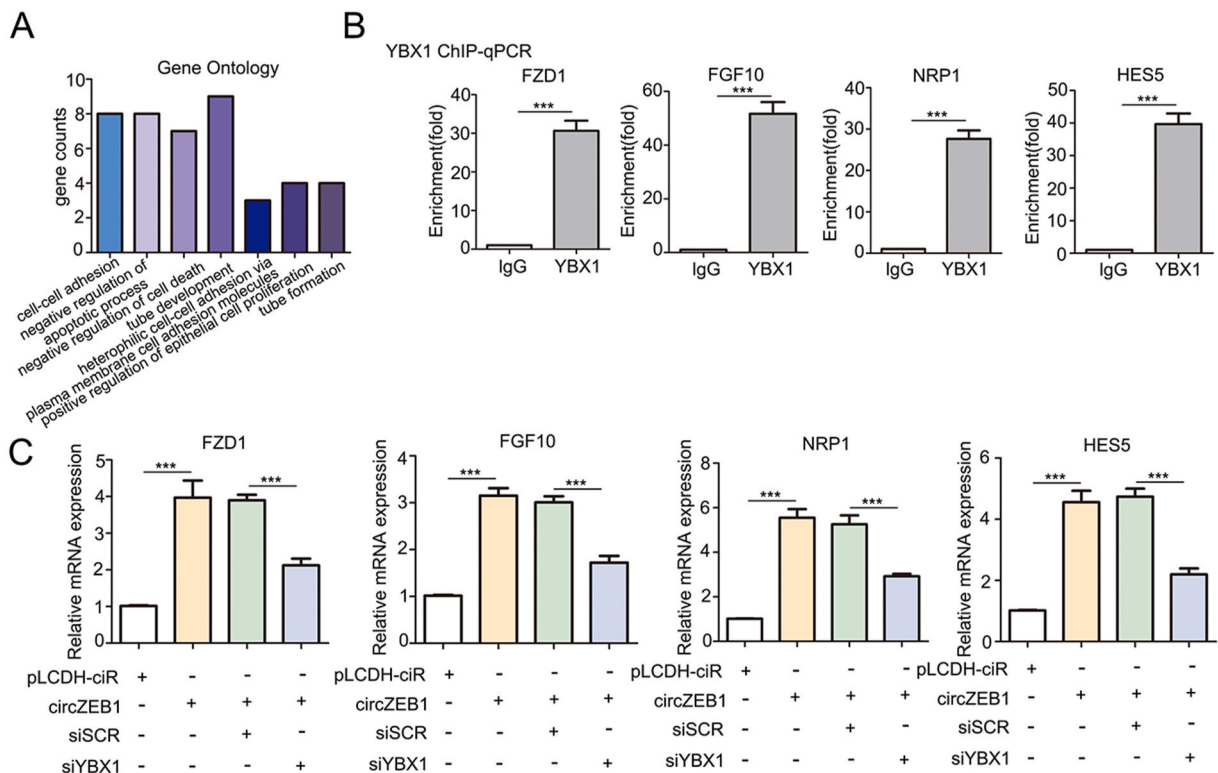 A
Gene Ontology
gene counts
10
8
6
4
2
0
cell-cell adhesion
negative regulation of
apoptotic process
negative regulation of cell death
tube development
heterophilic cell-cell adhesion via
plasma membrane cell adhesion molecules
positive regulation of epithelial cell proliferation
tube formation
B
YBX1 ChIP-qPCR
FZD1
Enrichment(fold)
40
30
20
10
0
***
IgG YBX1
FGF10
Enrichment(fold)
60
40
20
0
***
IgG YBX1
NRP1
Enrichment(fold)
40
30
20
10
0
***
IgG YBX1
HES5
Enrichment(fold)
50
40
30
20
10
0
***
IgG YBX1
C
FZD1
Relative mRNA expression
5
4
3
2
1
0
*** ***
pLCDH-ciR + - - -
circZEB1 - + + +
siSCR - - + -
siYBX1 - - - +
FGF10
Relative mRNA expression
4
3
2
1
0
*** ***
pLCDH-ciR + - - -
circZEB1 - + + +
siSCR - - + -
siYBX1 - - - +
NRP1
Relative mRNA expression
8
6
4
2
0
*** ***
pLCDH-ciR + - - -
circZEB1 - + + +
siSCR - - + -
siYBX1 - - - +
HES5
Relative mRNA expression
6
4
2
0
*** ***
pLCDH-ciR + - - -
circZEB1 - + + +
siSCR - - + -
siYBX1 - - - +